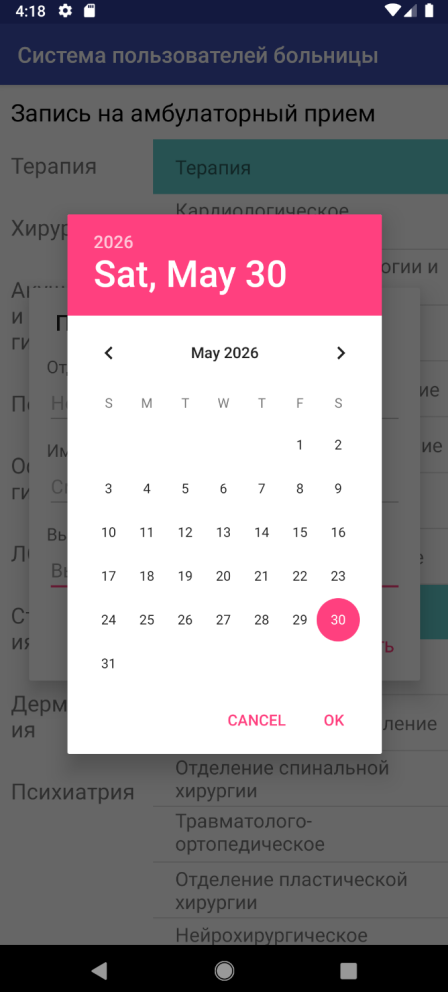 4:18
Система пользователей больницы
Запись на амбулаторный прием
Терапия
Терапия
Кардиологическое
2026
Sat, May 30
May 2026
S M T W T F S
1 2
3 4 5 6 7 8 9
10 11 12 13 14 15 16
17 18 19 20 21 22 23
24 25 26 27 28 29 30
31
CANCEL OK
Психиатрия
Отделение спинальной
хирургии
Травматолого-
ортопедическое
Отделение пластической
хирургии
Нейрохирургическое